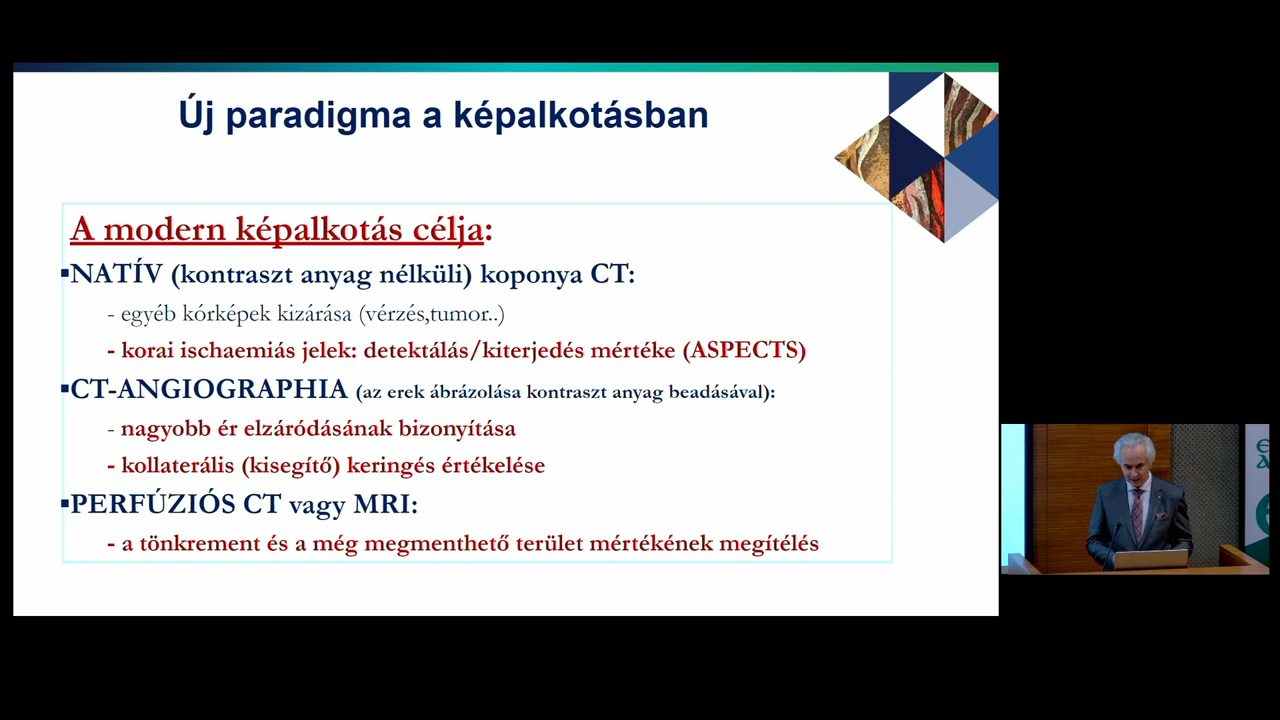 Új paradigma a képalkotásban
A modern képalkotás célja:
▪NATÍV (kontraszt anyag nélküli) koponya CT:
- egyéb kórképek kizárása (vérzés,tumor..)
- korai ischaemiás jelek: detektálás/kiterjedés mértéke (ASPECTS)
▪CT-ANGIOGRAPHIA (az erek ábrázolása kontraszt anyag beadásával):
- nagyobb ér elzáródásának bizonyítása
- kollaterális (kisegítő) keringés értékelése
▪PERFÚZIÓS CT vagy MRI:
- a tönkrement és a még megmenthető terület mértékének megítélés